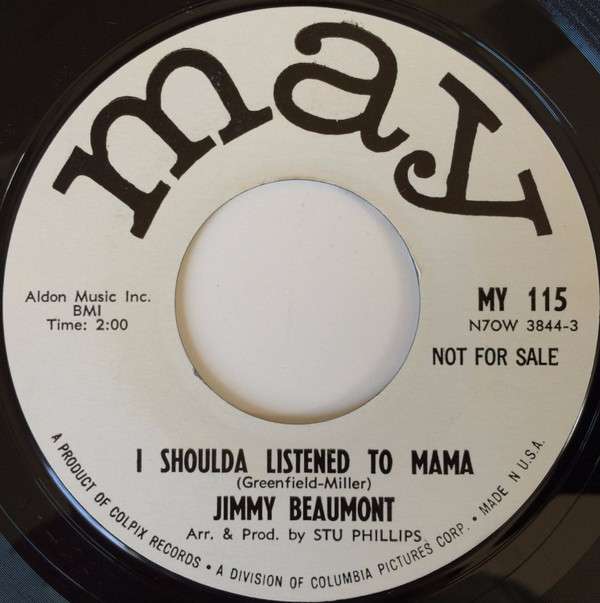 may
Aldon Music Inc.
BMI
Time: 2:00
MY 115
N7OW 3844-3
NOT FOR SALE
I SHOULDA LISTENED TO MAMA
(Greenfield-Miller)
JIMMY BEAUMONT
Arr. & Prod. by STU PHILLIPS
A PRODUCT OF COLPIX RECORDS • A DIVISION OF COLUMBIA PICTURES CORP. • MADE N U.S.A.